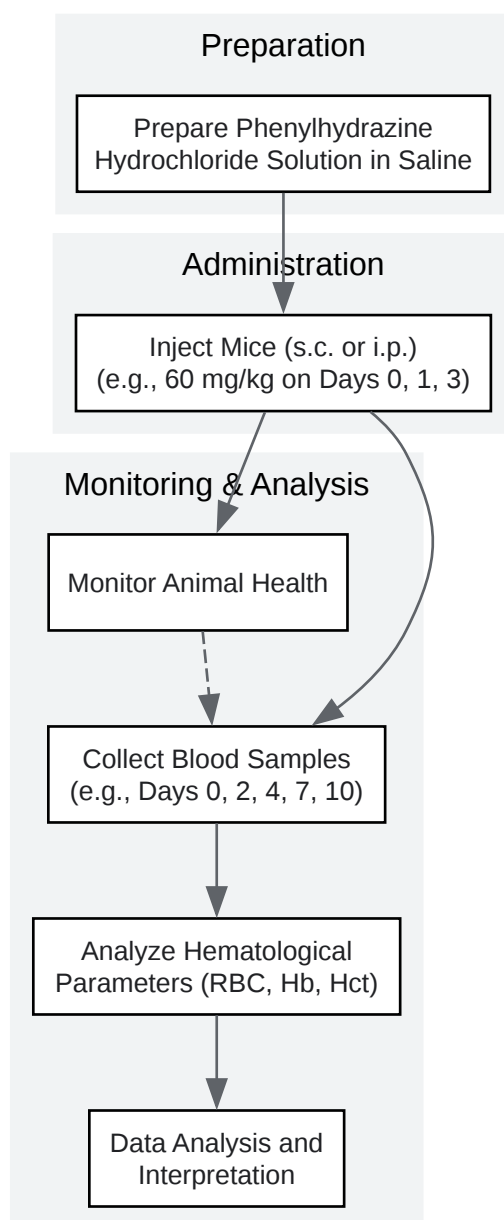 Preparation
Prepare Phenylhydrazine
Hydrochloride Solution in Saline
Administration
Inject Mice (s.c. or i.p.)
(e.g., 60 mg/kg on Days 0, 1, 3)
Monitoring & Analysis
Monitor Animal Health
Collect Blood Samples
(e.g., Days 0, 2, 4, 7, 10)
Analyze Hematological
Parameters (RBC, Hb, Hct)
Data Analysis and
Interpretation